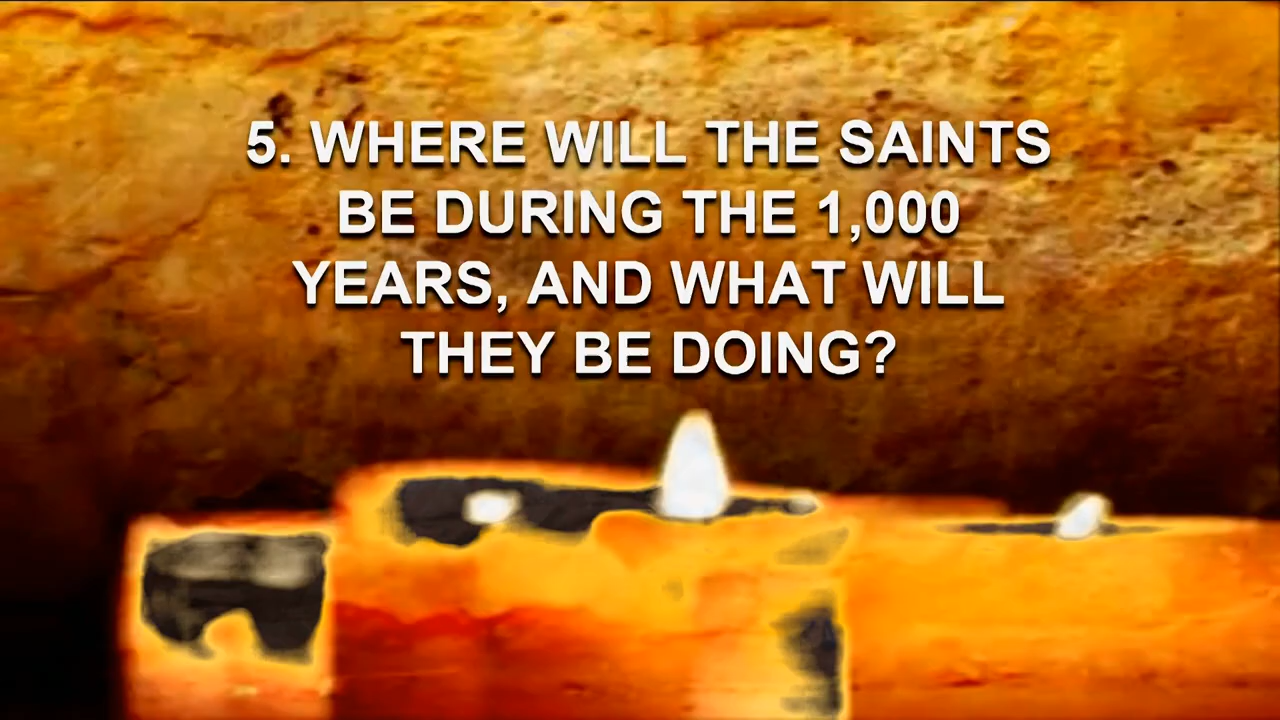 5. WHERE WILL THE SAINTS
BE DURING THE 1,000
YEARS, AND WHAT WILL
THEY BE DOING?